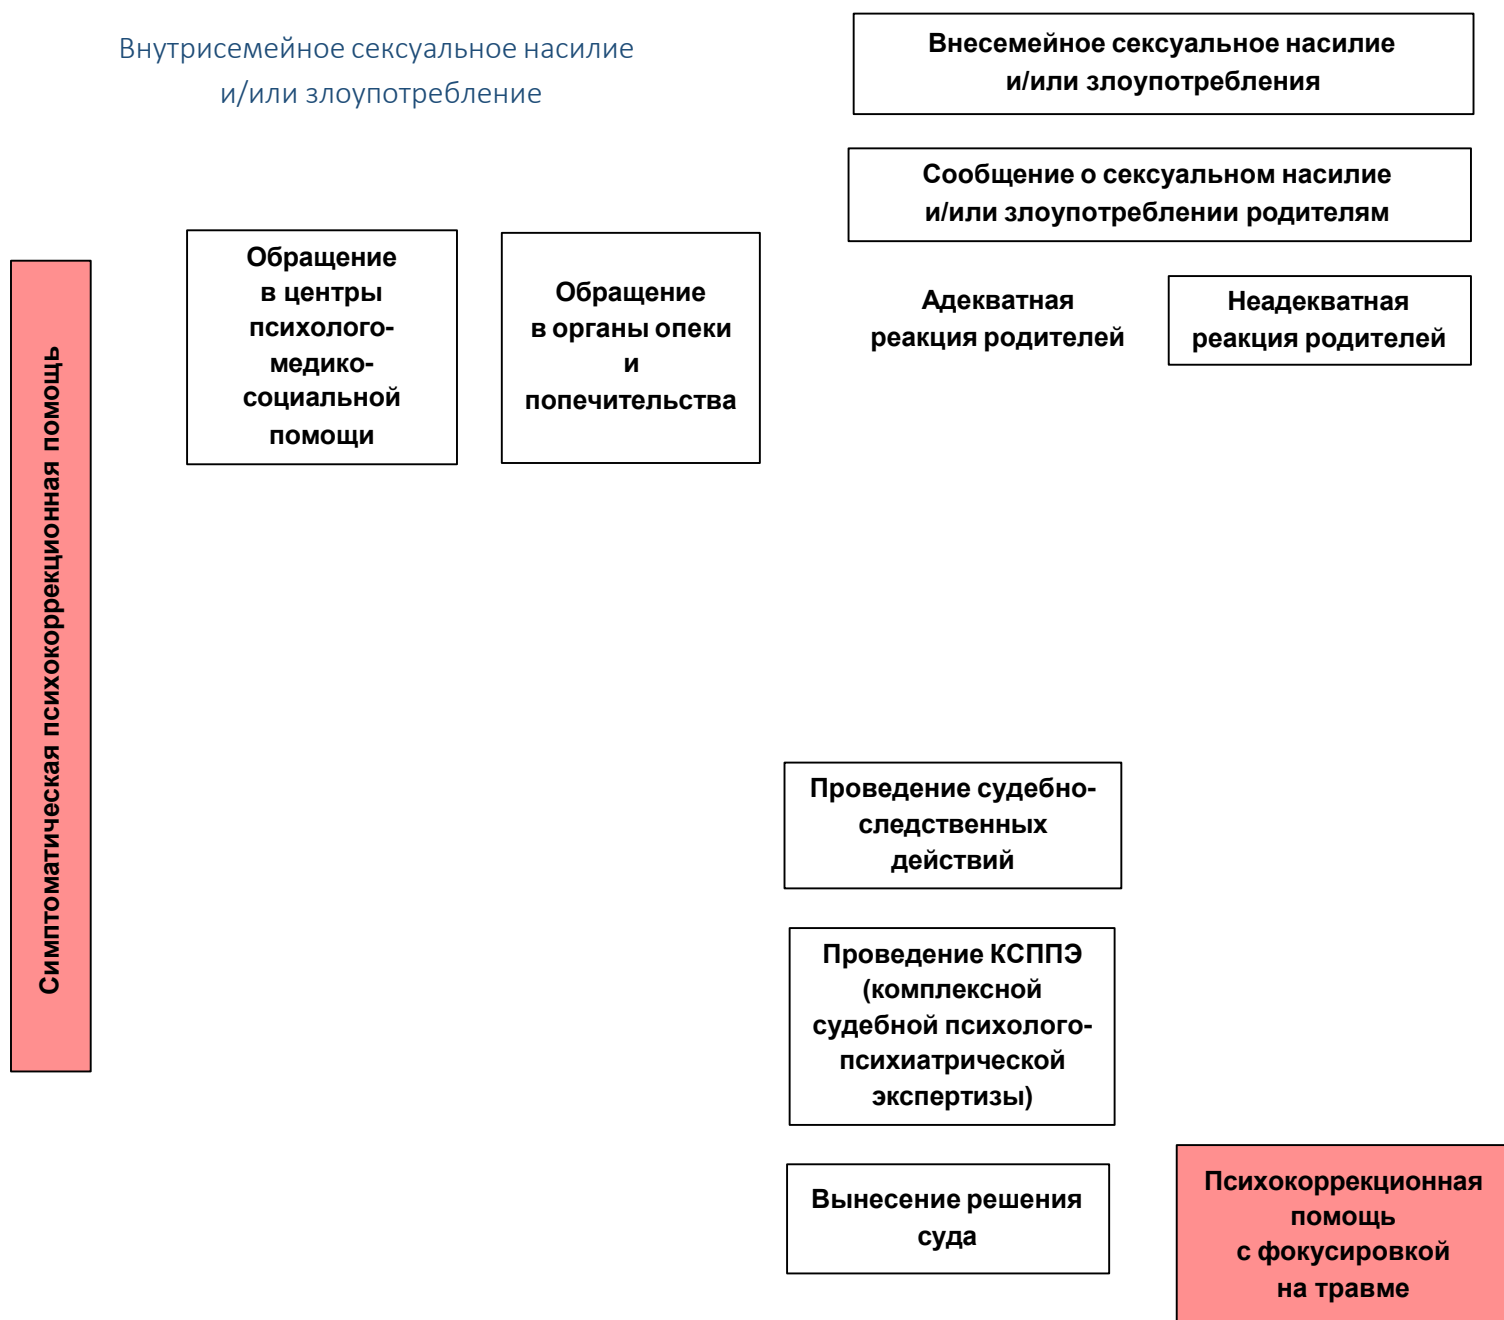 Внутрисемейное сексуальное насилие
и/или злоупотребление
Внесемейное сексуальное насилие
и/или злоупотребления
Сообщение о сексуальном насилие
и/или злоупотреблении родителям
Обращение
в центры
психолого-
медико-
социальной
помощи
Обращение
в органы опеки
и
попечительства
Адекватная
реакция родителей
Неадекватная
реакция родителей
Симптоматическая психокоррекционная помощь
Проведение судебно-
следственных
действий
Проведение КСППЭ
(комплексной
судебной психолого-
психиатрической
экспертизы)
Вынесение решения
суда
Психокоррекционная
помощь
с фокусировкой
на травме